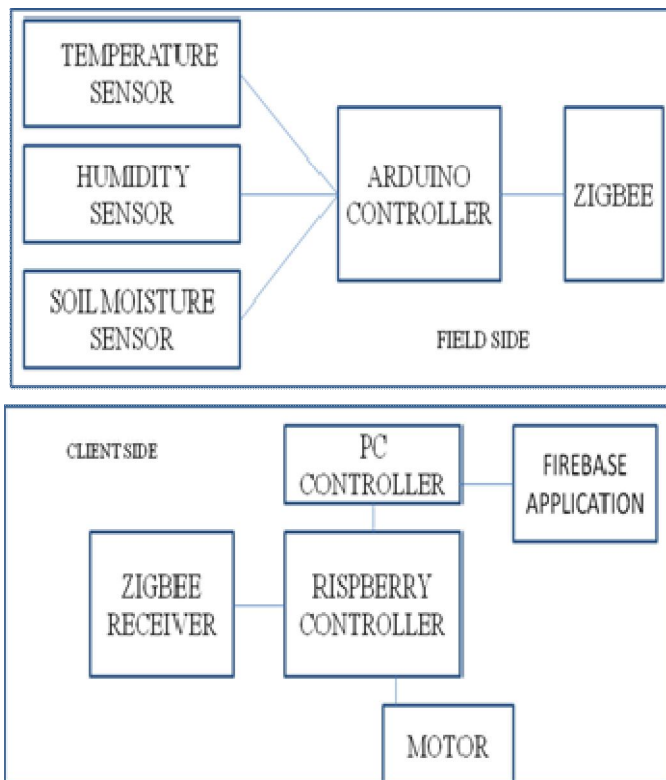 TEMPERATURE
SENSOR
HUMIDITY
SENSOR
SOIL MOISTURE
SENSOR
ARDUINO
CONTROLLER
ZIGBEE
FIELD SIDE
CLIENT SIDE
PC
CONTROLLER
FIREBASE
APPLICATION
ZIGBEE
RECEIVER
RISPBERRY
CONTROLLER
MOTOR